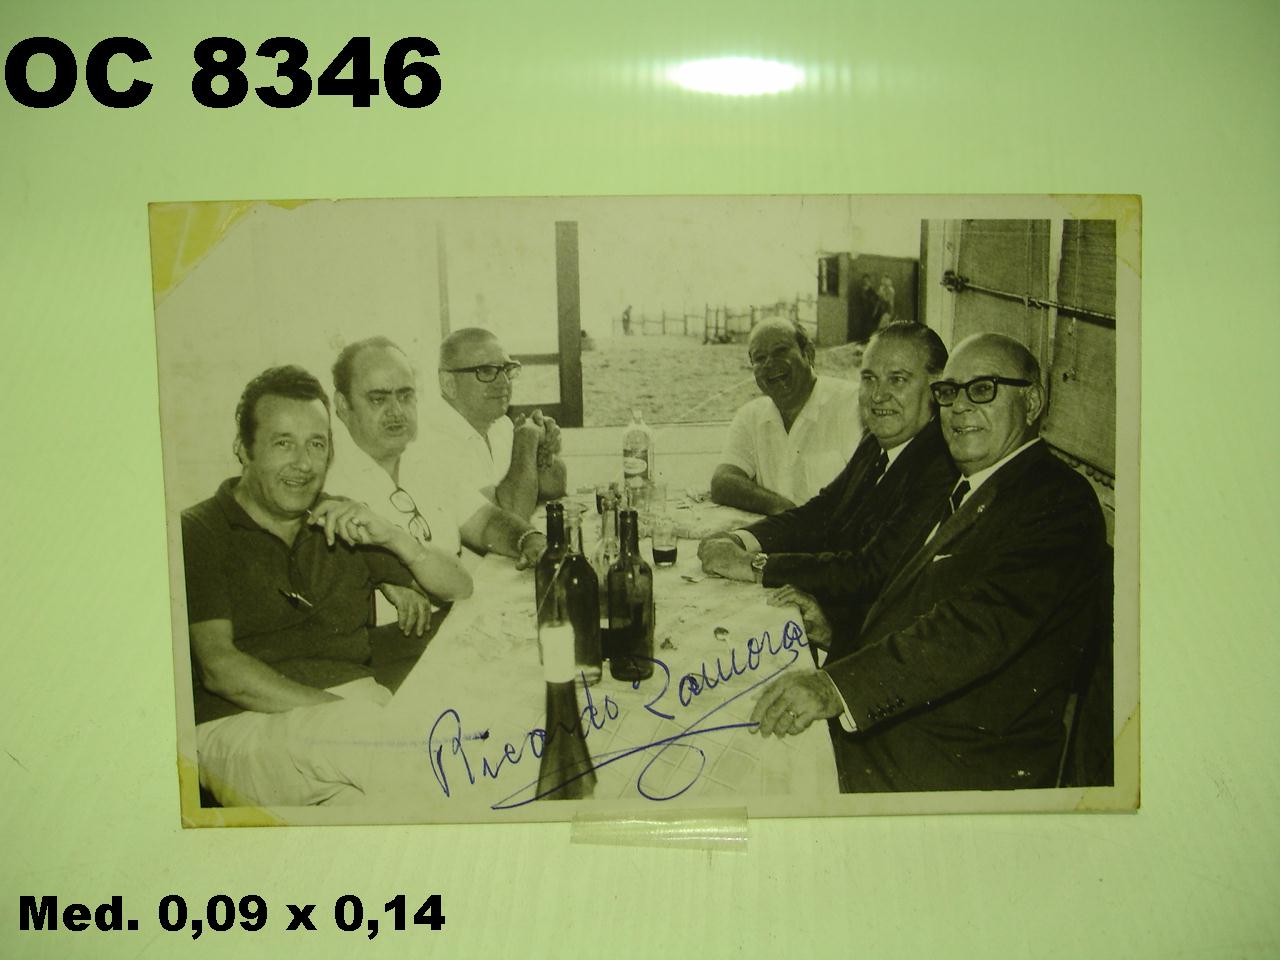 OC 8346
Ricardo Zamora
Med. 0,09 x 0,14